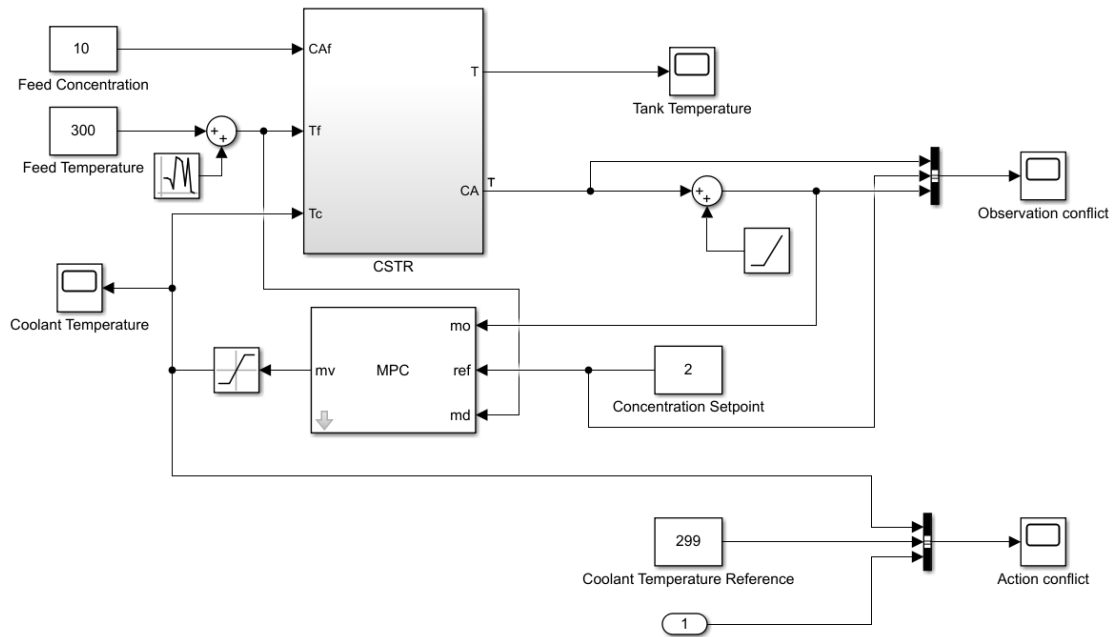 10
CAf
Feed Concentration
T
Tank Temperature
300
++
Tf
Feed Temperature
CA
T
++
Observation conflict
Tc
CSTR
Coolant Temperature
mo
mv
MPC
ref
2
Concentration Setpoint
md
299
Coolant Temperature Reference
Action conflict
1